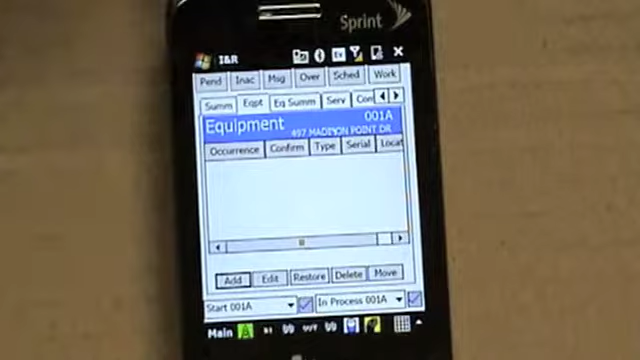 Sprint
I&R
Pend Inac Msg Over Sched Work
Summ Eqpt Eq Summ Serv Con
Equipment 001A
497 MADISON POINT DR
Occurrence Confirm Type Serial Locat
Add Edit Restore Delete Move
Start 001A In Process 001A
Main